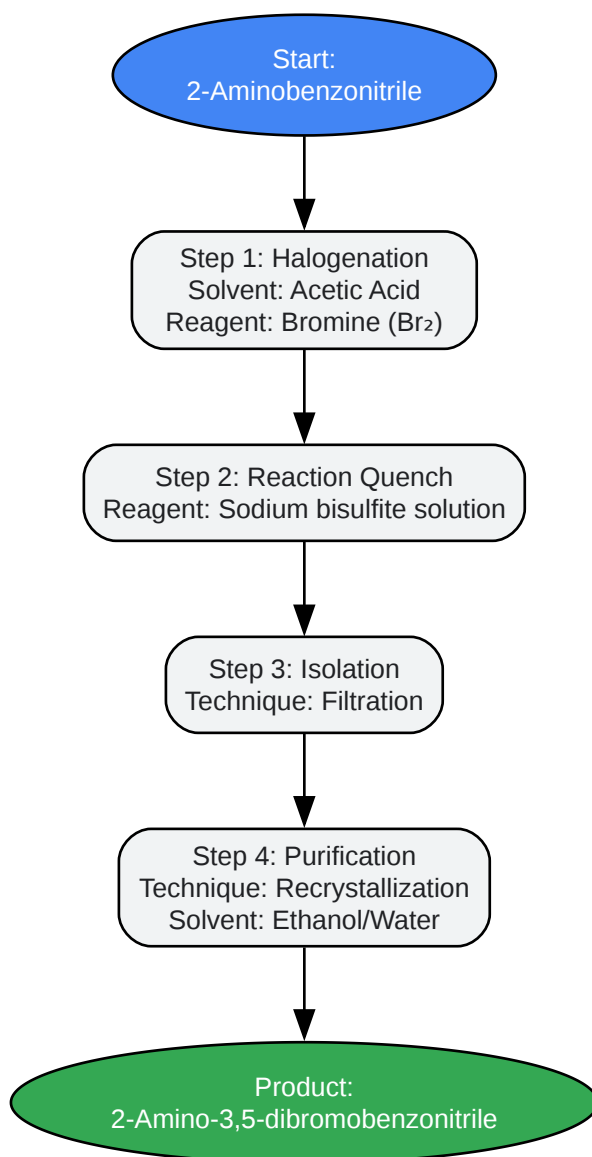 Start:
2-Aminobenzonitrile
Step 1: Halogenation
Solvent: Acetic Acid
Reagent: Bromine (Br₂)
Step 2: Reaction Quench
Reagent: Sodium bisulfite solution
Step 3: Isolation
Technique: Filtration
Step 4: Purification
Technique: Recrystallization
Solvent: Ethanol/Water
Product:
2-Amino-3,5-dibromobenzonitrile